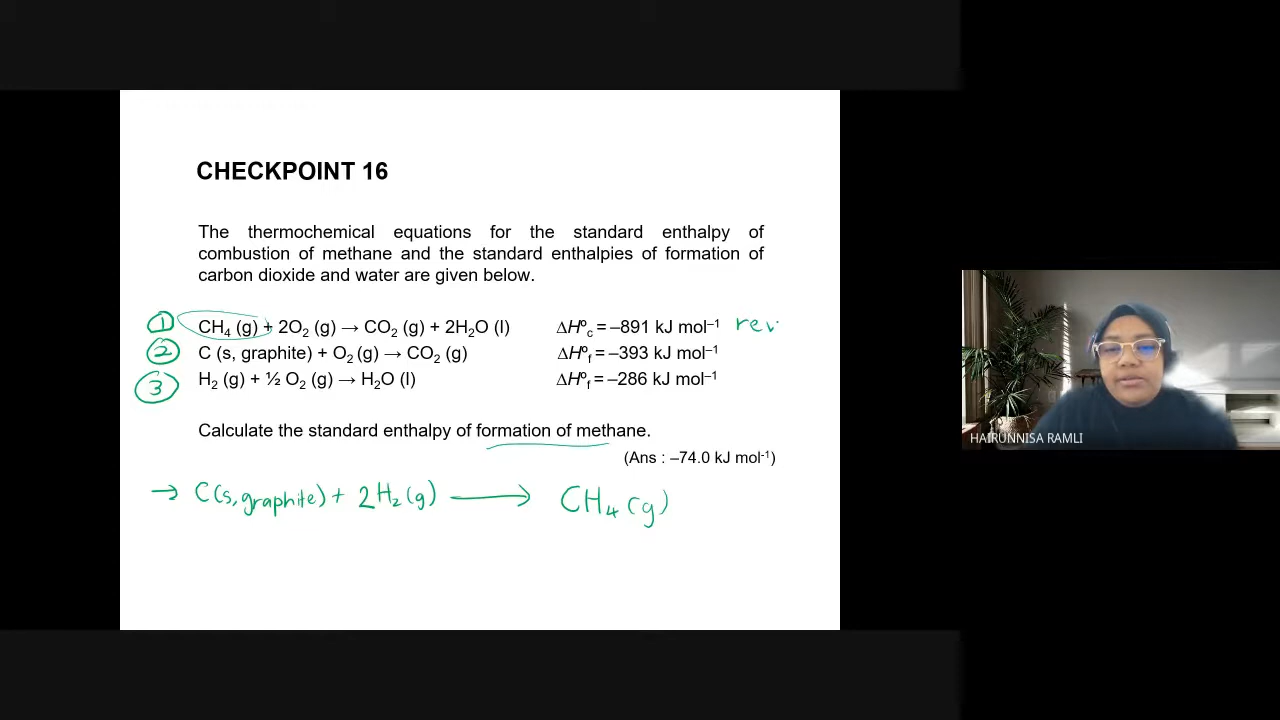 CHECKPOINT 16
The thermochemical equations for the standard enthalpy of
combustion of methane and the standard enthalpies of formation of
carbon dioxide and water are given below.
① CH₄ (g) + 2O₂ (g) → CO₂ (g) + 2H₂O (l) ΔH°c = –891 kJ mol⁻¹ rev
② C (s, graphite) + O₂ (g) → CO₂ (g) ΔH°f = –393 kJ mol⁻¹
③ H₂ (g) + ½ O₂ (g) → H₂O (l) ΔH°f = –286 kJ mol⁻¹
Calculate the standard enthalpy of formation of methane.
(Ans : –74.0 kJ mol⁻¹)
→ C(s, graphite) + 2H₂(g) → CH₄(g)
HAIRUNNISA RAMLI